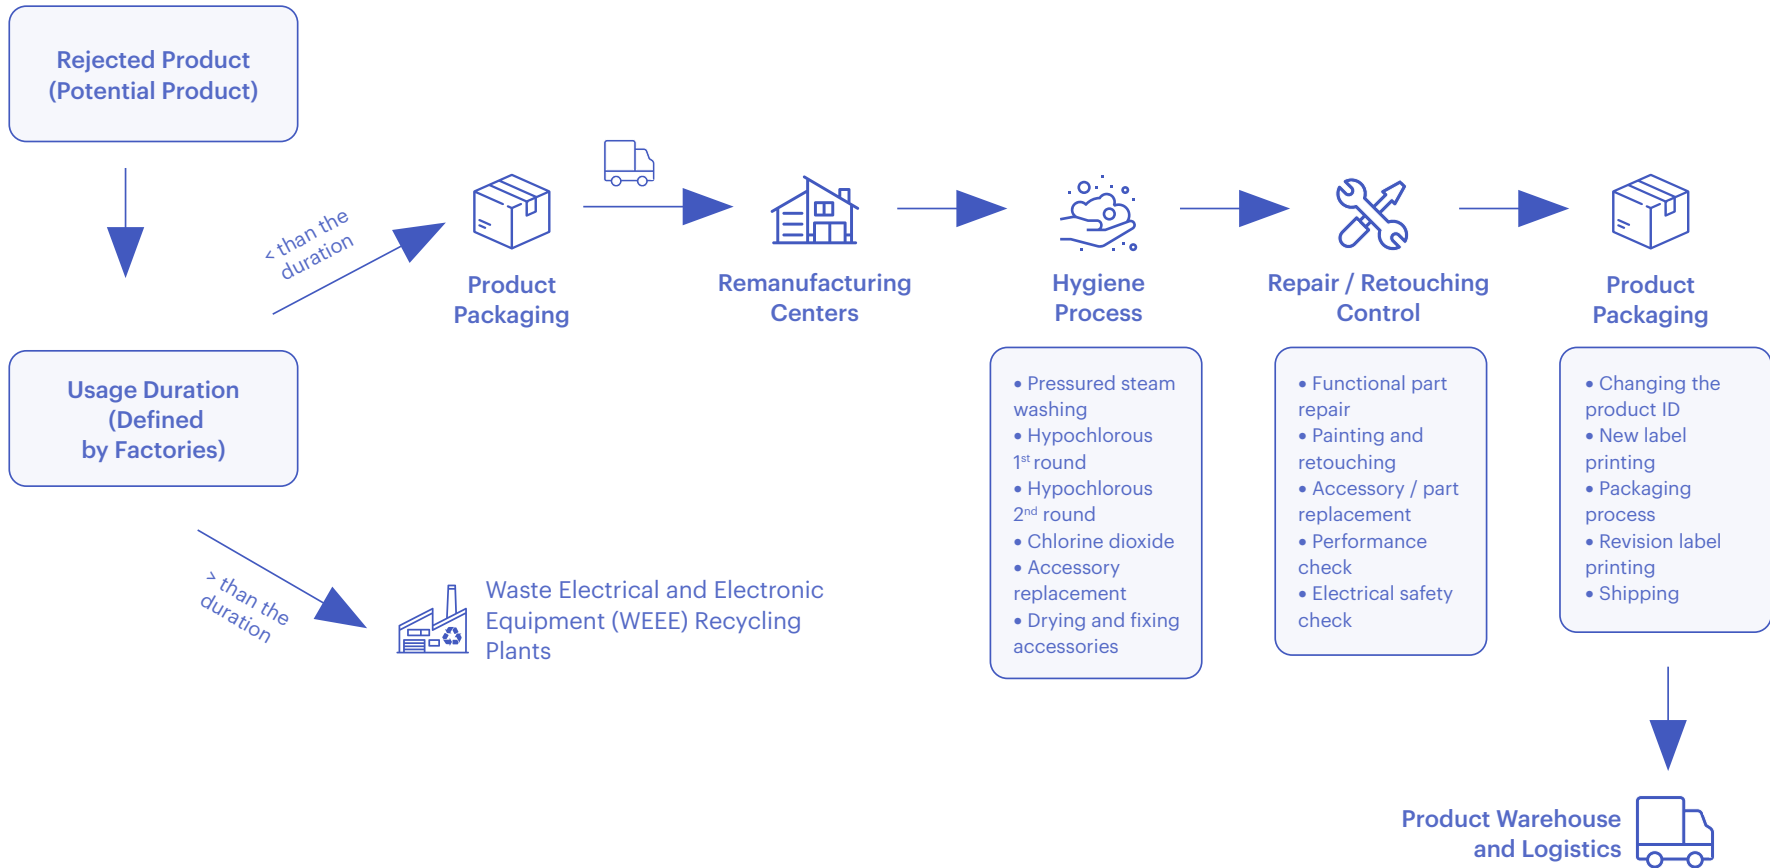 Rejected Product
(Potential Product)
Usage Duration
(Defined
by Factories)
< than the
duration
> than the
duration
Product
Packaging
Remanufacturing
Centers
Hygiene
Process
• Pressured steam
washing
• Hypochlorous
1st round
• Hypochlorous
2nd round
• Chlorine dioxide
• Accessory
replacement
• Drying and fixing
accessories
Repair / Retouching
Control
• Functional part
repair
• Painting and
retouching
• Accessory / part
replacement
• Performance
check
• Electrical safety
check
Product
Packaging
• Changing the
product ID
• New label
printing
• Packaging
process
• Revision label
printing
• Shipping
Waste Electrical and Electronic
Equipment (WEEE) Recycling
Plants
Product Warehouse
and Logistics